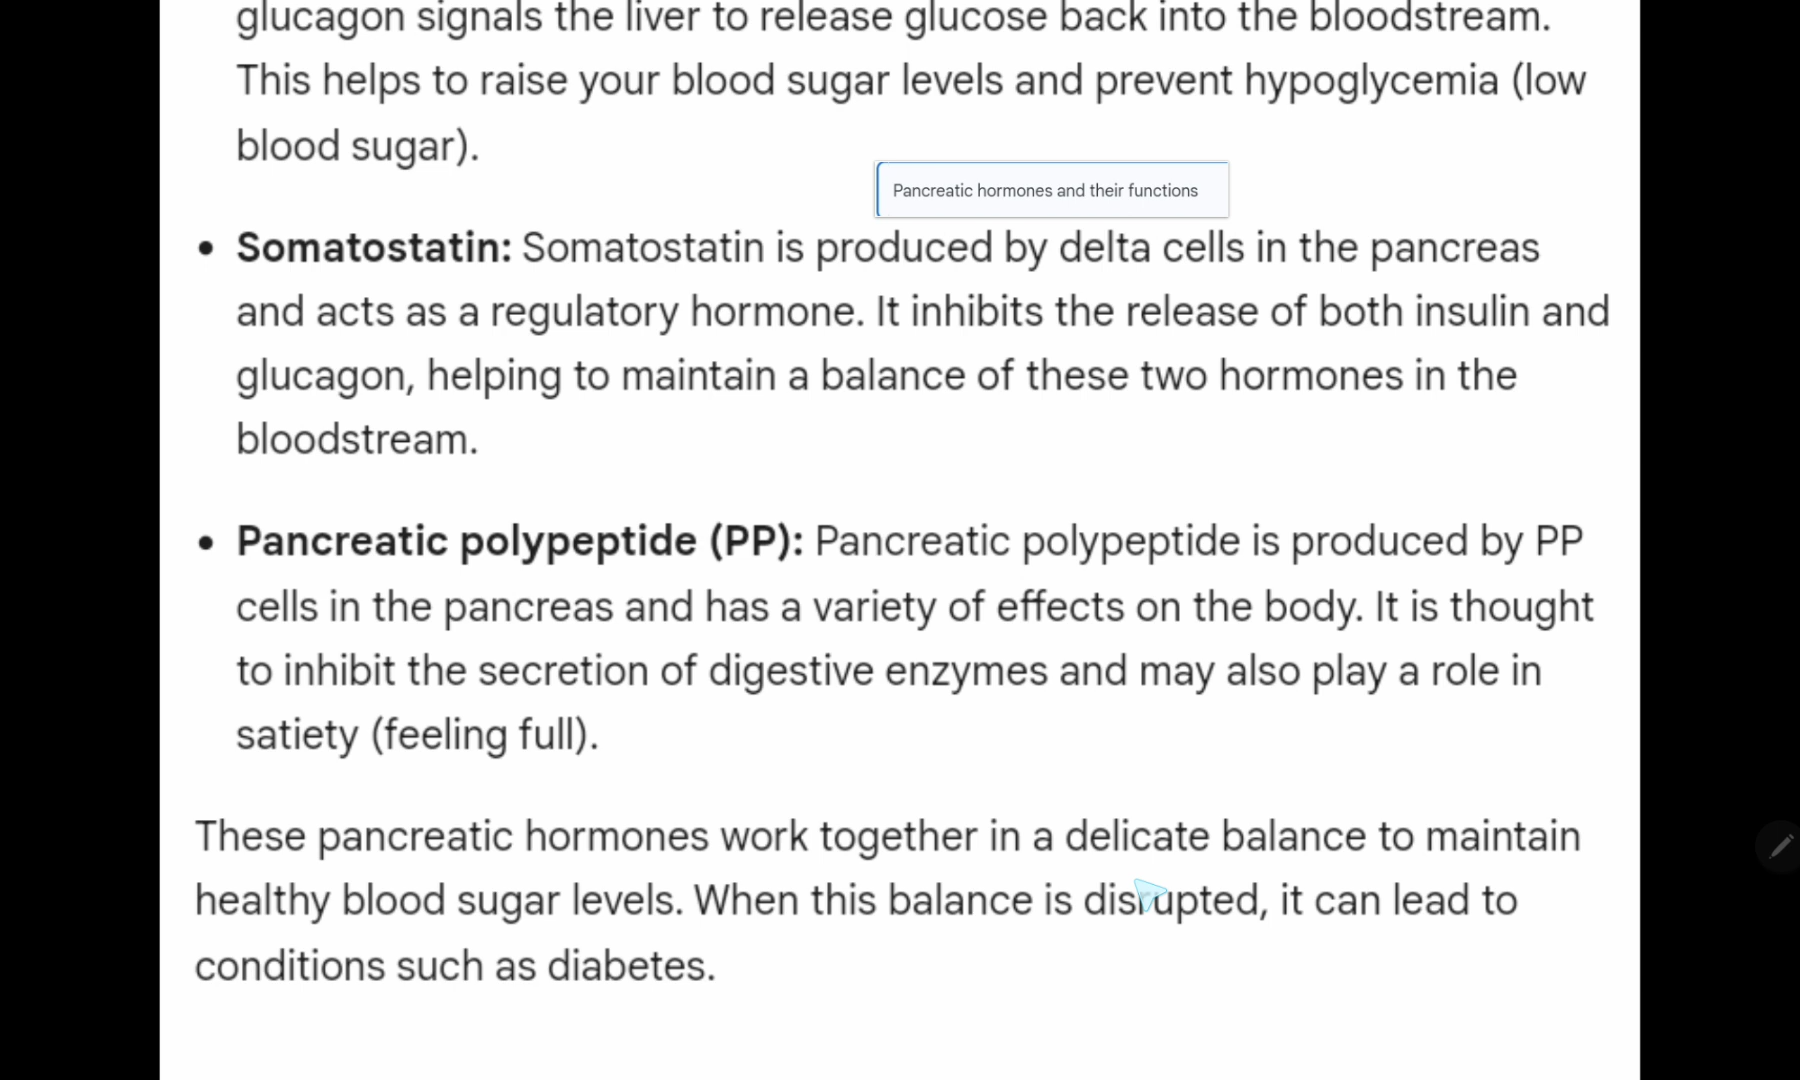 glucagon signals the liver to release glucose back into the bloodstream.
This helps to raise your blood sugar levels and prevent hypoglycemia (low
blood sugar).
Pancreatic hormones and their functions
• Somatostatin: Somatostatin is produced by delta cells in the pancreas
and acts as a regulatory hormone. It inhibits the release of both insulin and
glucagon, helping to maintain a balance of these two hormones in the
bloodstream.
• Pancreatic polypeptide (PP): Pancreatic polypeptide is produced by PP
cells in the pancreas and has a variety of effects on the body. It is thought
to inhibit the secretion of digestive enzymes and may also play a role in
satiety (feeling full).
These pancreatic hormones work together in a delicate balance to maintain
healthy blood sugar levels. When this balance is disrupted, it can lead to
conditions such as diabetes.